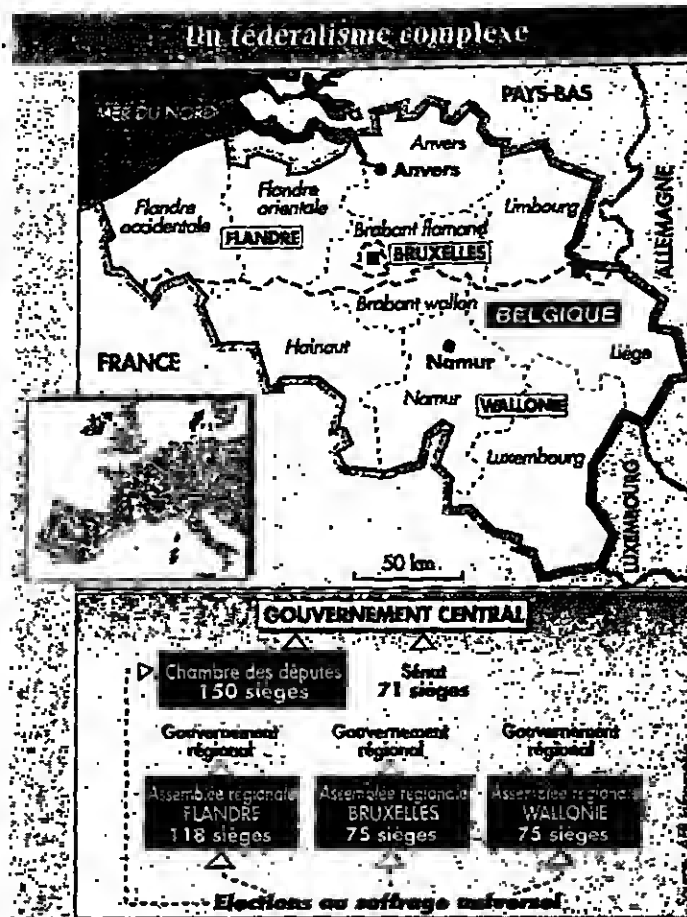 Un fédéralisme complexe
MER DU NORD
PAYS-BAS
Anvers
Anvers
ALLEMAGNE
Flandre
occidentale
Flandre
orientale
Limbourg
FLANDRE
Brabant flamand
BRUXELLES
Brabant wallon
BELGIQUE
Hainaut
FRANCE
Namur
Liège
Namur
WALLONIE
Luxembourg
LUXEMBOURG
50 km
GOUVERNEMENT CENTRAL
Chambre des députés
150 sièges
Sénat
71 sièges
Gouvernement
régional
Gouvernement
régional
Gouvernement
régional
Assemblée régionale
FLANDRE
118 sièges
Assemblée régionale
BRUXELLES
75 sièges
Assemblée régionale
WALLONIE
75 sièges
Elections au suffrage universel